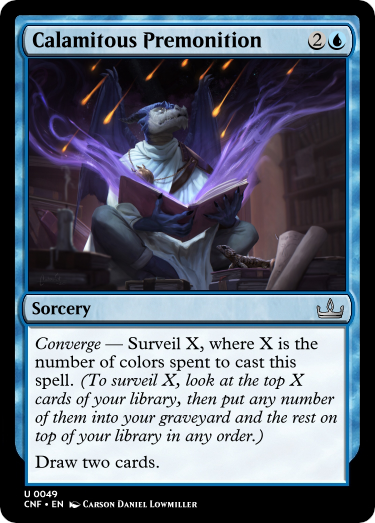 Calamitous Premonition 2
Sorcery
Converge — Surveil X, where X is the
number of colors spent to cast this
spell. (To surveil X, look at the top X
cards of your library, then put any number
of them into your graveyard and the rest on
top of your library in any order.)
Draw two cards.
U 0049
CNF • EN Carson Daniel Lowmiller